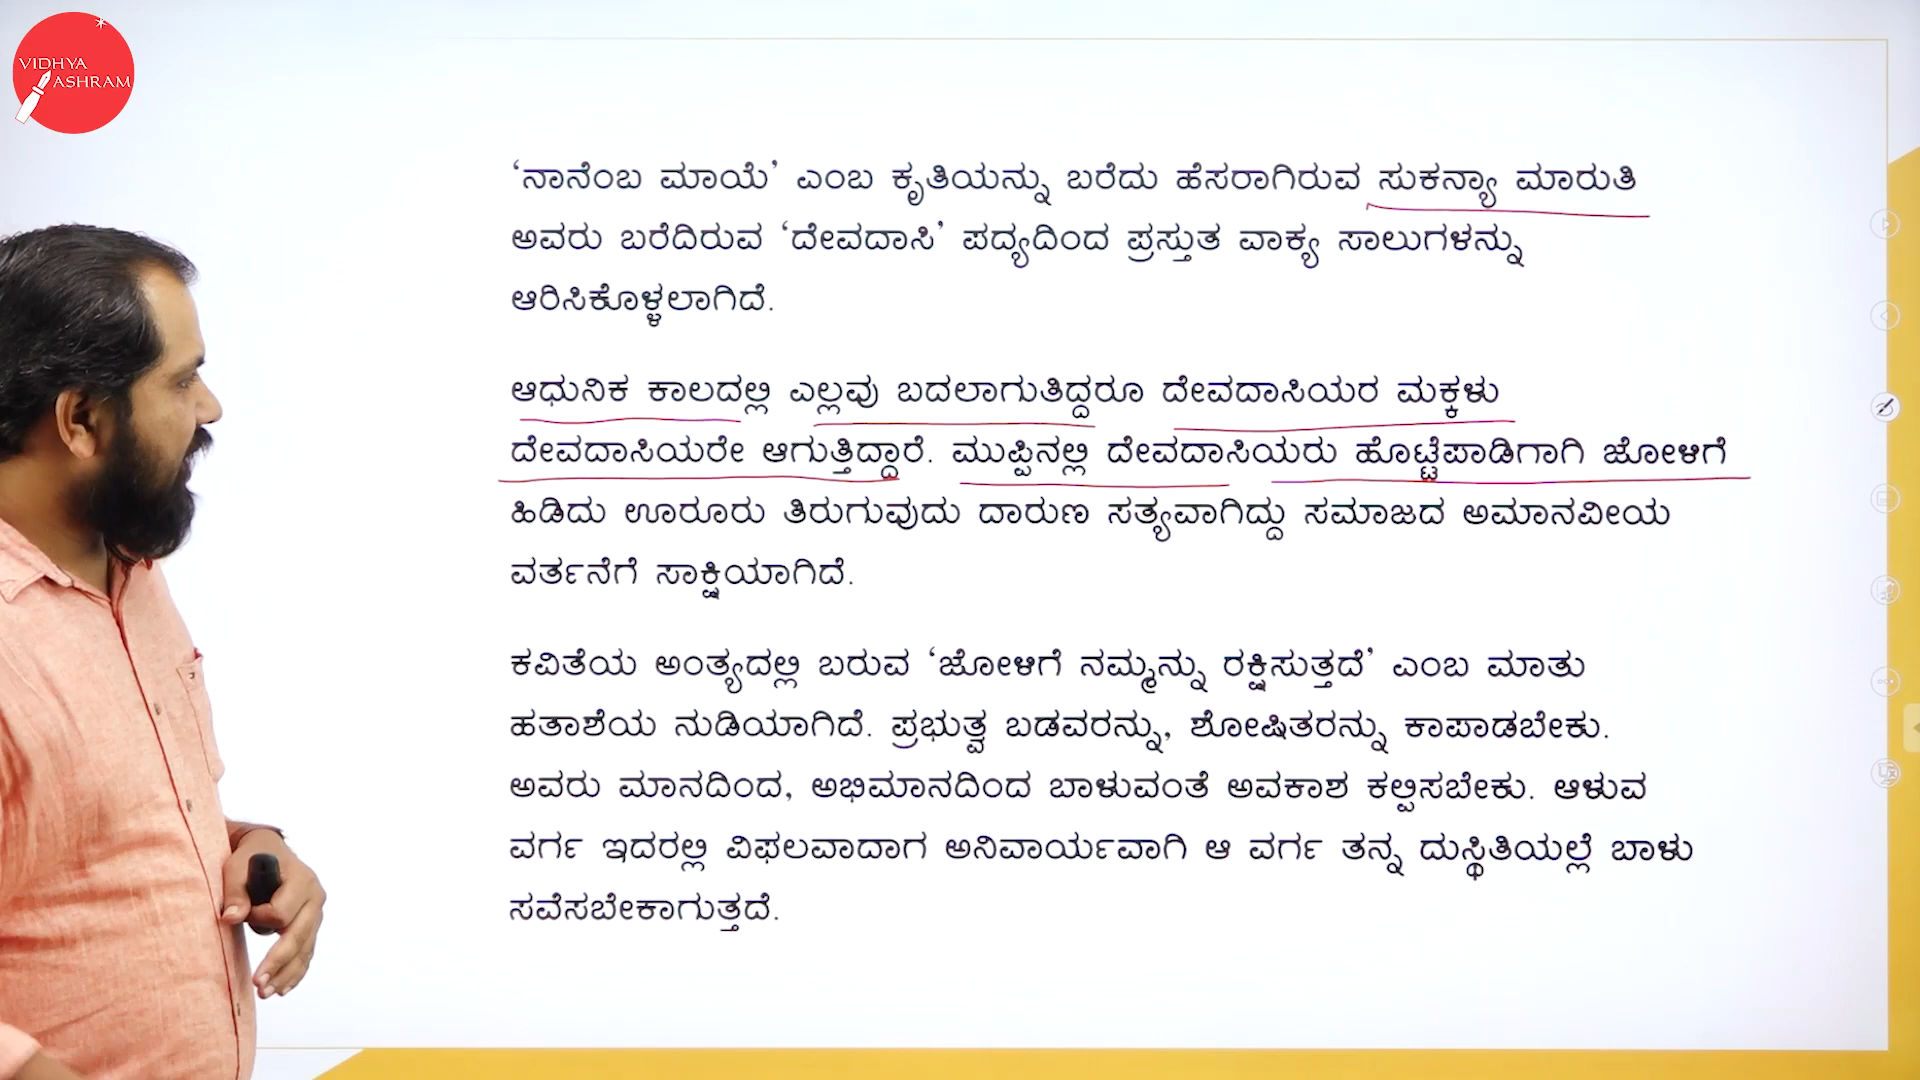 VIDHYA
ASHRAM
‘ನಾನೆಂಬ ಮಾಯೆ’ ಎಂಬ ಕೃತಿಯನ್ನು ಬರೆದು ಹೆಸರಾಗಿರುವ ಸುಕನ್ಯಾ ಮಾರುತಿ
ಅವರು ಬರೆದಿರುವ ‘ದೇವದಾಸಿ’ ಪದ್ಯದಿಂದ ಪ್ರಸ್ತುತ ವಾಕ್ಯ ಸಾಲುಗಳನ್ನು
ಆರಿಸಿಕೊಳ್ಳಲಾಗಿದೆ.
ಆಧುನಿಕ ಕಾಲದಲ್ಲಿ ಎಲ್ಲವು ಬದಲಾಗುತಿದ್ದರೂ ದೇವದಾಸಿಯರ ಮಕ್ಕಳು
ದೇವದಾಸಿಯರೇ ಆಗುತ್ತಿದ್ದಾರೆ. ಮುಪ್ಪಿನಲ್ಲಿ ದೇವದಾಸಿಯರು ಹೊಟ್ಟೆಪಾಡಿಗಾಗಿ ಜೋಳಿಗೆ
ಹಿಡಿದು ಊರೂರು ತಿರುಗುವುದು ದಾರುಣ ಸತ್ಯವಾಗಿದ್ದು ಸಮಾಜದ ಅಮಾನವೀಯ
ವರ್ತನೆಗೆ ಸಾಕ್ಷಿಯಾಗಿದೆ.
ಕವಿತೆಯ ಅಂತ್ಯದಲ್ಲಿ ಬರುವ ‘ಜೋಳಿಗೆ ನಮ್ಮನ್ನು ರಕ್ಷಿಸುತ್ತದೆ’ ಎಂಬ ಮಾತು
ಹತಾಶೆಯ ನುಡಿಯಾಗಿದೆ. ಪ್ರಭುತ್ವ ಬಡವರನ್ನು, ಶೋಷಿತರನ್ನು ಕಾಪಾಡಬೇಕು.
ಅವರು ಮಾನದಿಂದ, ಅಭಿಮಾನದಿಂದ ಬಾಳುವಂತೆ ಅವಕಾಶ ಕಲ್ಪಿಸಬೇಕು. ಆಳುವ
ವರ್ಗ ಇದರಲ್ಲಿ ವಿಫಲವಾದಾಗ ಅನಿವಾರ್ಯವಾಗಿ ಆ ವರ್ಗ ತನ್ನ ದುಸ್ಥಿತಿಯಲ್ಲೆ ಬಾಳು
ಸವೆಸಬೇಕಾಗುತ್ತದೆ.